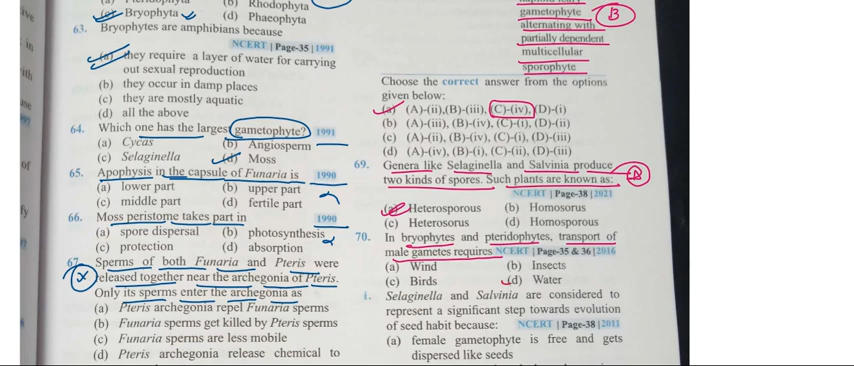 (b) Rhodophyta
Bryophyta
(d) Phaeophyta
63. Bryophytes are amphibians because
NCERT | Page-35 | 1991
(a) they require a layer of water for carrying
out sexual reproduction
(b) they occur in damp places
(c) they are mostly aquatic
(d) all the above
64. Which one has the largest gametophyte? 1991
(a) Cycas
(b) Angiosperm
(c) Selaginella
(d) Moss
65. Apophysis in the capsule of Funaria is 1990
(a) lower part
(b) upper part
(c) middle part
(d) fertile part
66. Moss peristome takes part in 1990
(a) spore dispersal
(b) photosynthesis
(c) protection
(d) absorption
67. Sperms of both Funaria and Pteris were
released together near the archegonia of Pteris.
Only its sperms enter the archegonia as
(a) Pteris archegonia repel Funaria sperms
(b) Funaria sperms get killed by Pteris sperms
(c) Funaria sperms are less mobile
(d) Pteris archegonia release chemical to
gametophyte
B
alternating with
partially dependent
multicellular
sporophyte
Choose the correct answer from the options
given below:
(a) (A)-(ii),(B)-(iii), (C)-(iv), (D)-(i)
(b) (A)-(iii), (B)-(iv), (C)-(i), (D)-(ii)
(c) (A)-(ii), (B)-(iv), (C)-(i), (D)-(iii)
(d) (A)-(iv), (B)-(i), (C)-(ii), (D)-(iii)
69. Genera like Selaginella and Salvinia produce
two kinds of spores. Such plants are known as:
NCERT | Page-38 | 2021
(a) Heterosporous
(b) Homosorus
(c) Heterosorus
(d) Homosporous
70. In bryophytes and pteridophytes, transport of
male gametes requires NCERT | Page-35 & 36 | 2016
(a) Wind
(b) Insects
(c) Birds
(d) Water
Selaginella and Salvinia are considered to
represent a significant step towards evolution
of seed habit because: NCERT | Page-38 | 2011
(a) female gametophyte is free and gets
dispersed like seeds